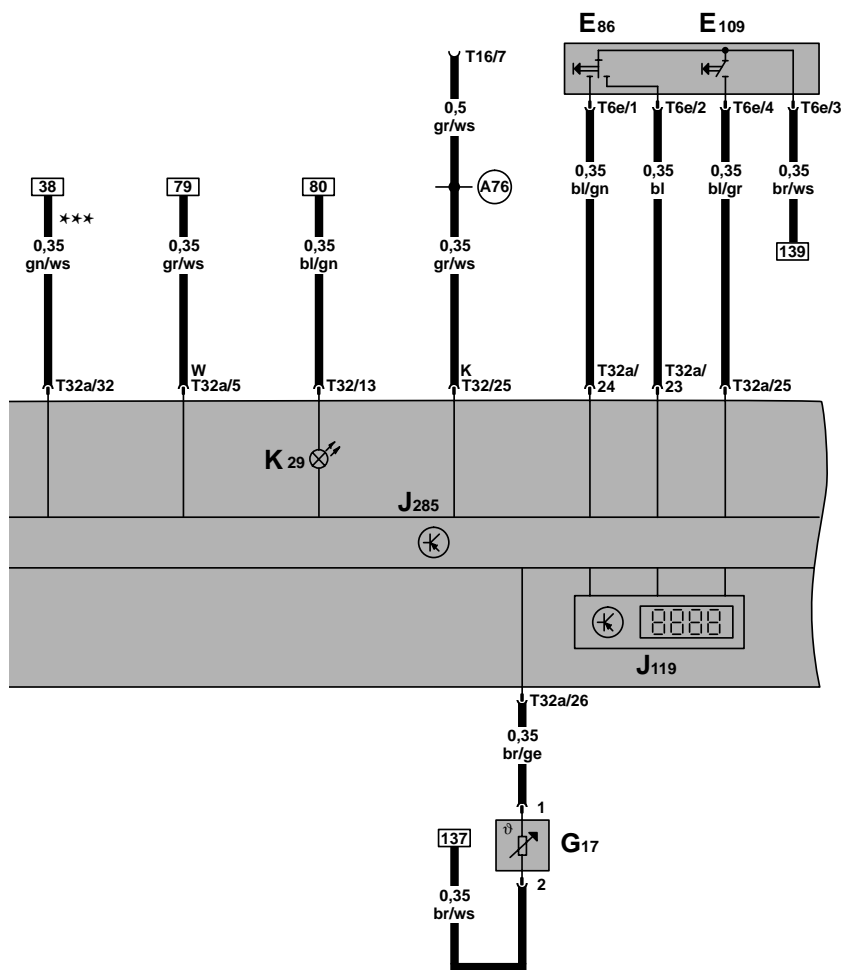 E86 E109
T16/7
T6e/1 T6e/2 T6e/4 T6e/3
0,5
gr/ws
0,35
bl/gn
0,35
bl
0,35
bl/gr
0,35
br/ws
38 79 80 A76
★★★
0,35
gn/ws
0,35
gr/ws
0,35
bl/gn
0,35
gr/ws
139
W K
T32a/32 T32a/5 T32/13 T32/25
T32a/
24
T32a/
23
T32a/25
K29
J285
8888
J119
T32a/26
0,35
br/ge
1
137
ϑ
G17
2
0,35
br/ws